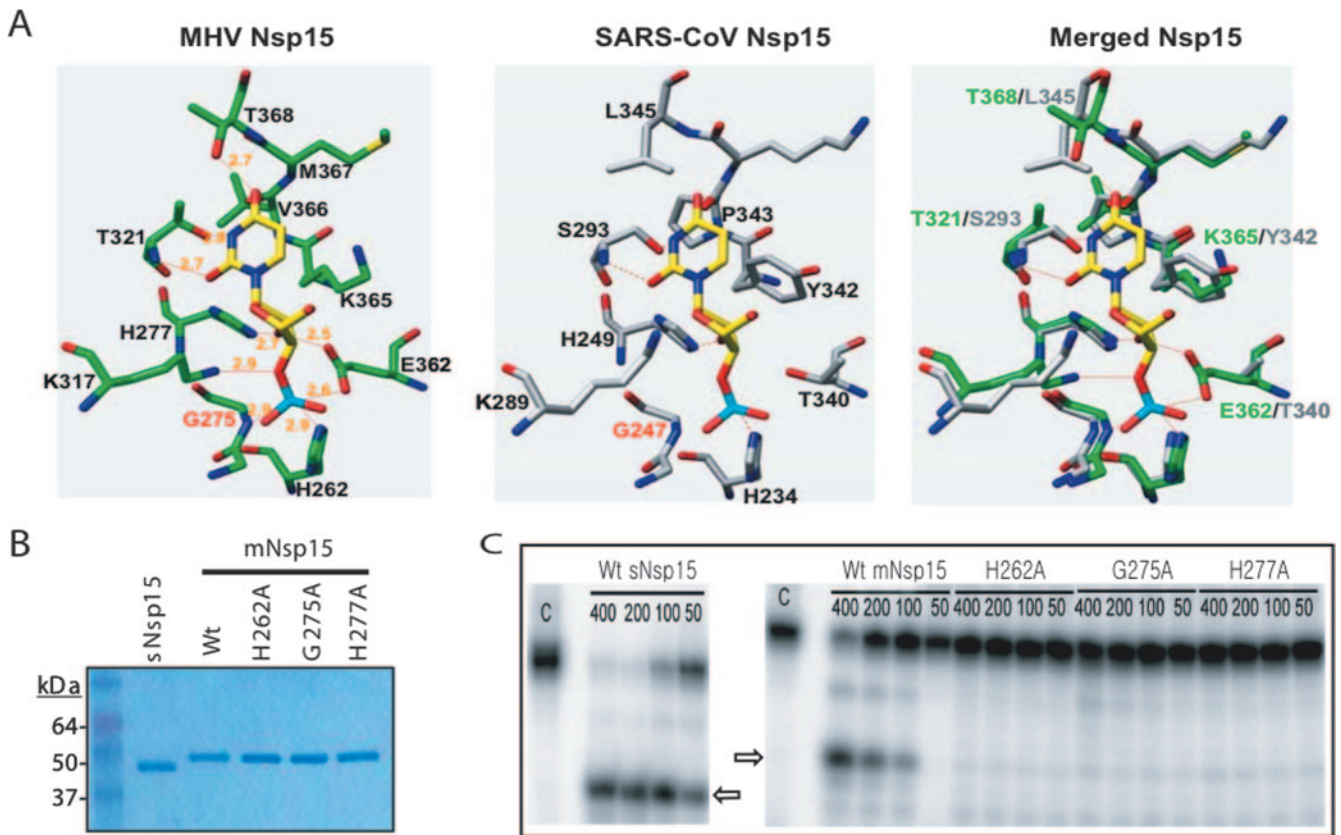 A
MHV Nsp15
SARS-CoV Nsp15
Merged Nsp15
T368
2.7
M367
V366
T321
2.7
K365
H277
2.7
2.5
2.9
K317
E362
2.6
G275
2.9
H262
L345
P343
S293
Y342
H249
K289
T340
G247
H234
T368/L345
T321/S293
K365/Y342
E362/T340
B
mNsp15
sNsp15
Wt
H262A
G275A
H277A
kDa
64
50
37
C
Wt sNsp15
C
400 200 100 50
Wt mNsp15 H262A G275A H277A
C
400 200 100 50 400 200 100 50 400 200 100 50 400 200 100 50